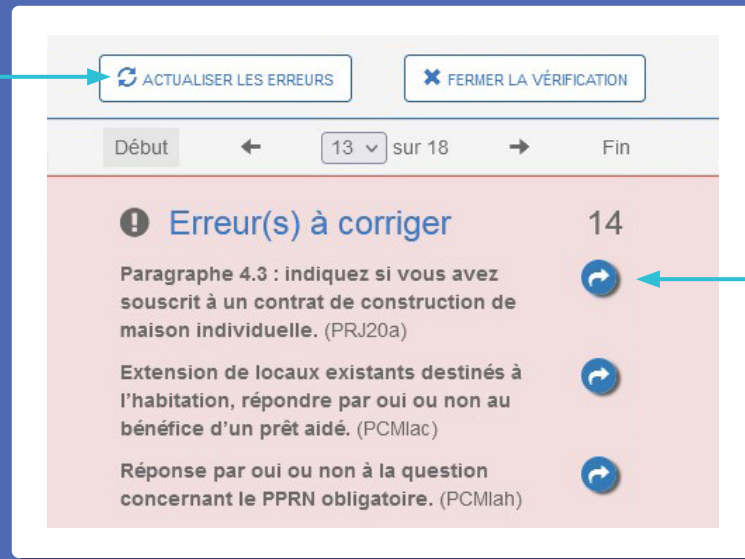 ACTUALISER LES ERREURS
FERMER LA VÉRIFICATION
Début 13 sur 18 Fin
Erreur(s) à corriger 14
Paragraphe 4.3 : indiquez si vous avez
souscrit à un contrat de construction de
maison individuelle. (PRJ20a)
Extension de locaux existants destinés à
l’habitation, répondre par oui ou non au
bénéfice d’un prêt aidé. (PCMIac)
Réponse par oui ou non à la question
concernant le PPRN obligatoire. (PCMIah)